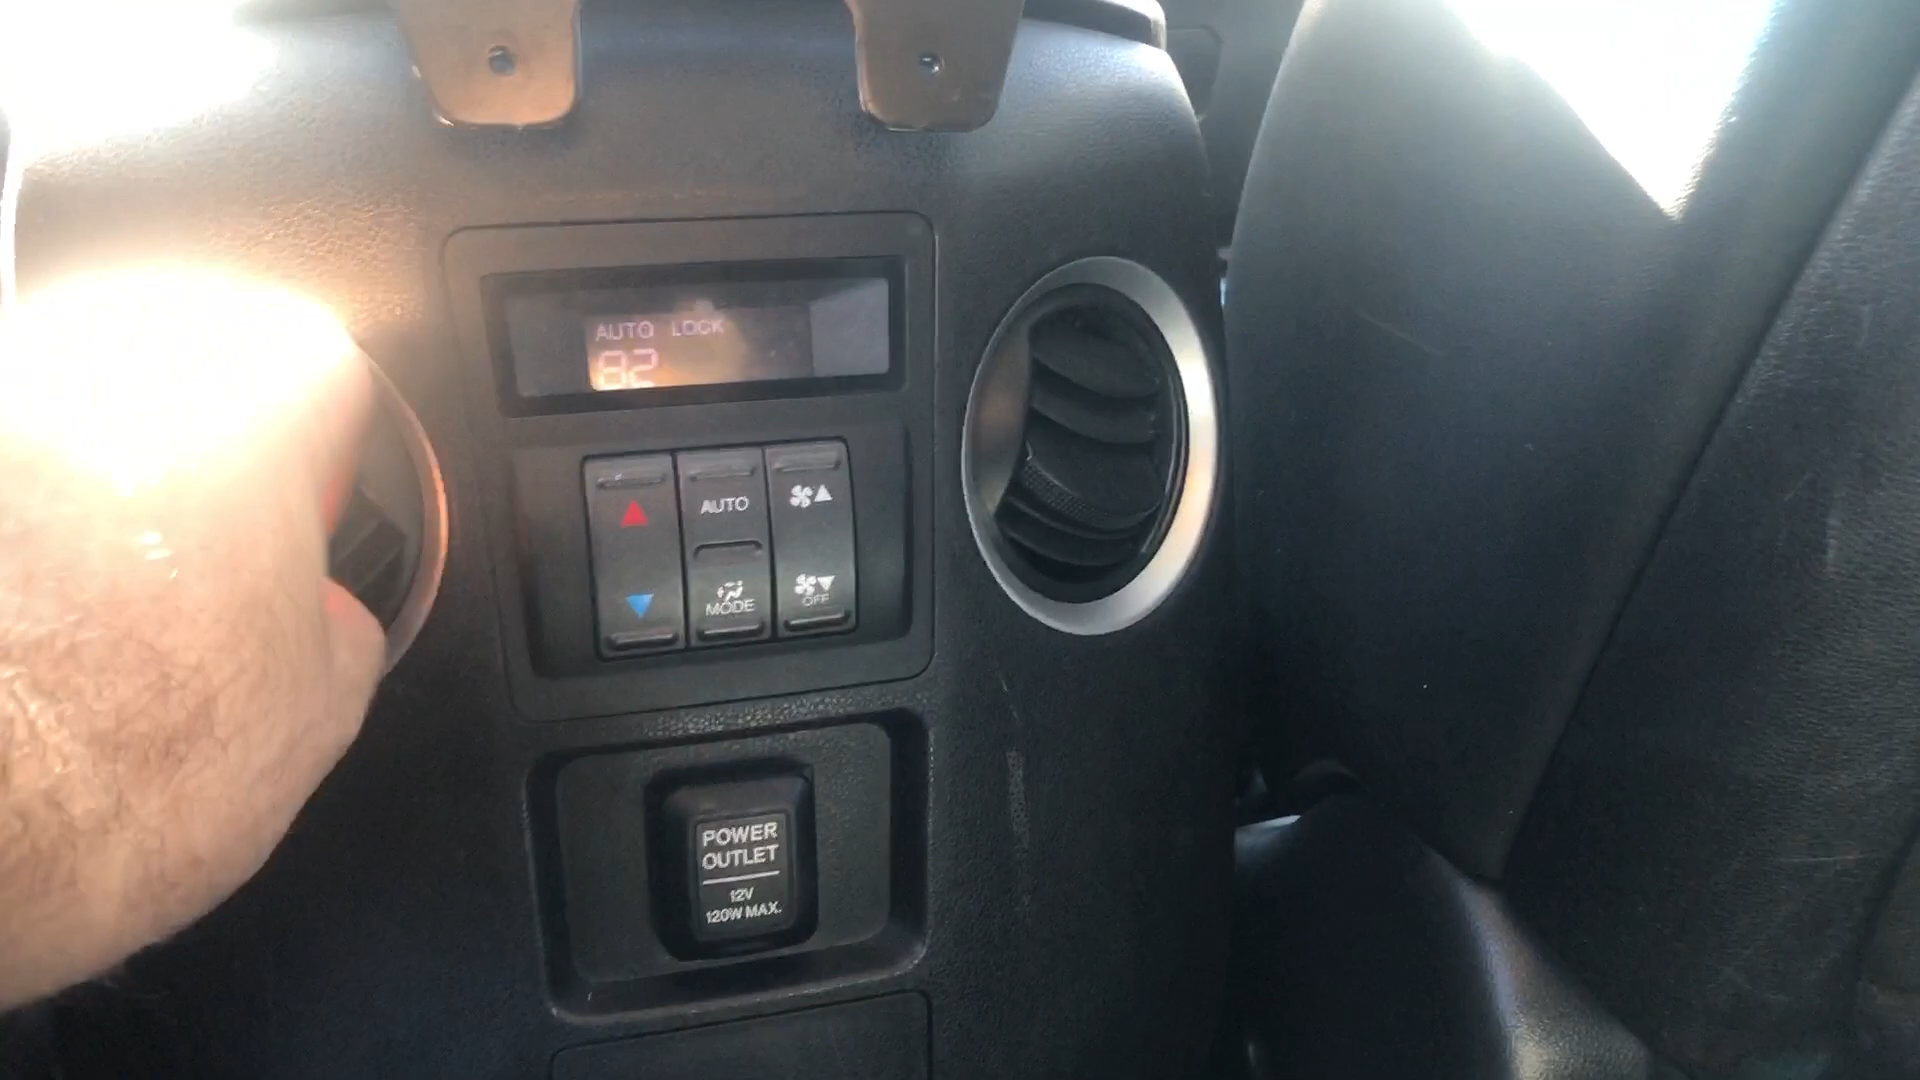 AUTO LOCK
82
AUTO
MODE
OFF
POWER
OUTLET
12V
120W MAX.